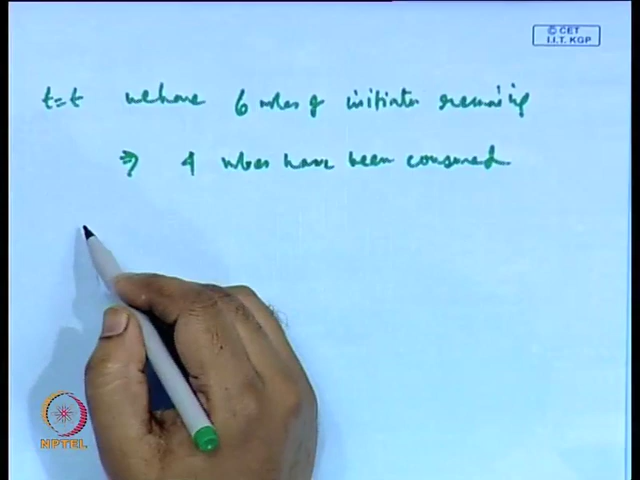 © CET
I.I.T. KGP
t=t we have 6 moles of initiator remaining
⇒ 4 moles have been consumed
NPTEL